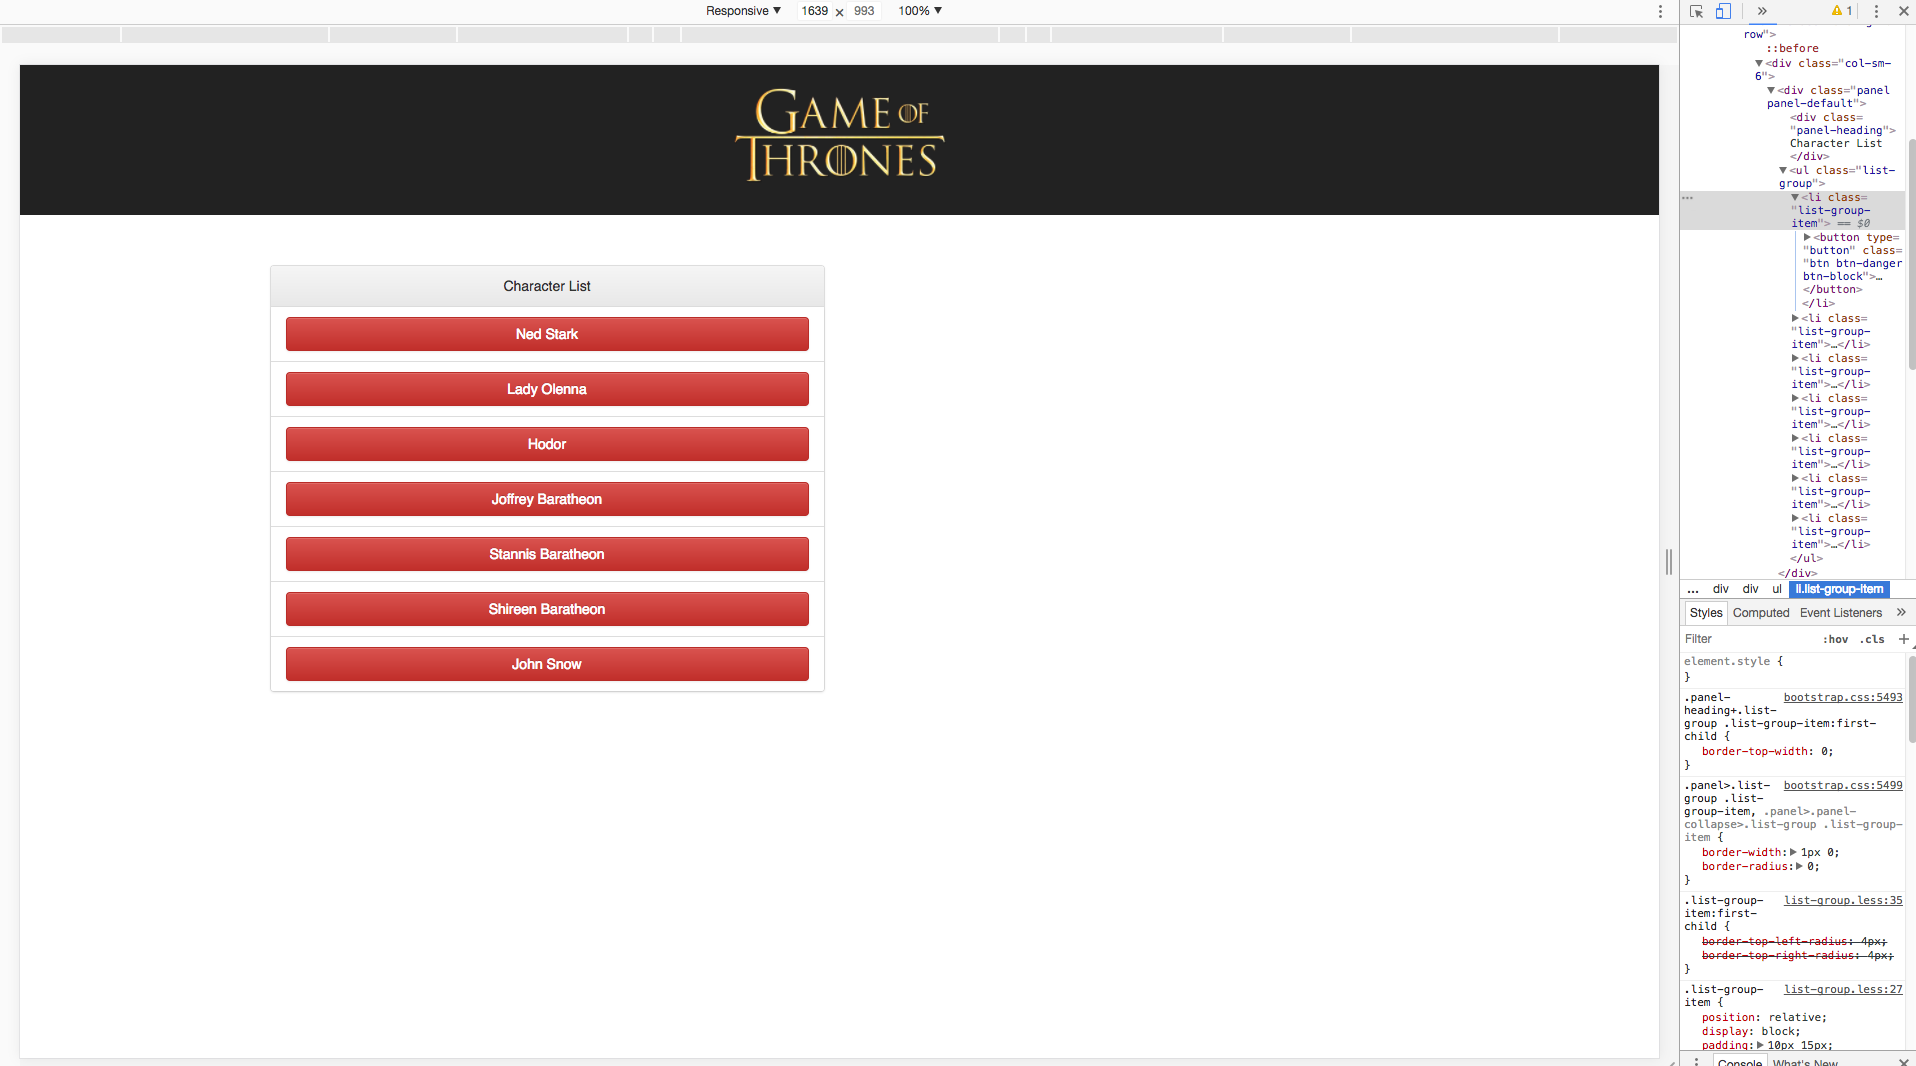 Responsive ▼ 1639 × 993 100% ▼
GAME OF
THRONES
Character List
Ned Stark
Lady Olenna
Hodor
Joffrey Baratheon
Stannis Baratheon
Shireen Baratheon
John Snow
» 1
row">
::before
▼<div class="col-sm-
6">
▼<div class="panel
panel-default">
<div class=
"panel-heading">
Character List
</div>
▼<ul class="list-
group">
… ▼<li class=
"list-group-
item"> == $0
▶<button type=
"button" class=
"btn btn-danger
btn-block">…
</button>
</li>
▶<li class=
"list-group-
item">…</li>
▶<li class=
"list-group-
item">…</li>
▶<li class=
"list-group-
item">…</li>
▶<li class=
"list-group-
item">…</li>
▶<li class=
"list-group-
item">…</li>
▶<li class=
"list-group-
item">…</li>
</ul>
</div>
... div div ul li.list-group-item
Styles Computed Event Listeners »
Filter :hov .cls +
element.style {
}
.panel- bootstrap.css:5493
heading+.list-
group .list-group-item:first-
child {
border-top-width: 0;
}
.panel>.list- bootstrap.css:5499
group .list-
group-item, .panel>.panel-
collapse>.list-group .list-group-
item {
border-width:▶1px 0;
border-radius:▶0;
}
.list-group- list-group.less:35
item:first-
child {
border-top-left-radius: 4px;
border-top-right-radius: 4px;
}
.list-group- list-group.less:27
item {
position: relative;
display: block;
padding:▶10px 15px;
Console What's New